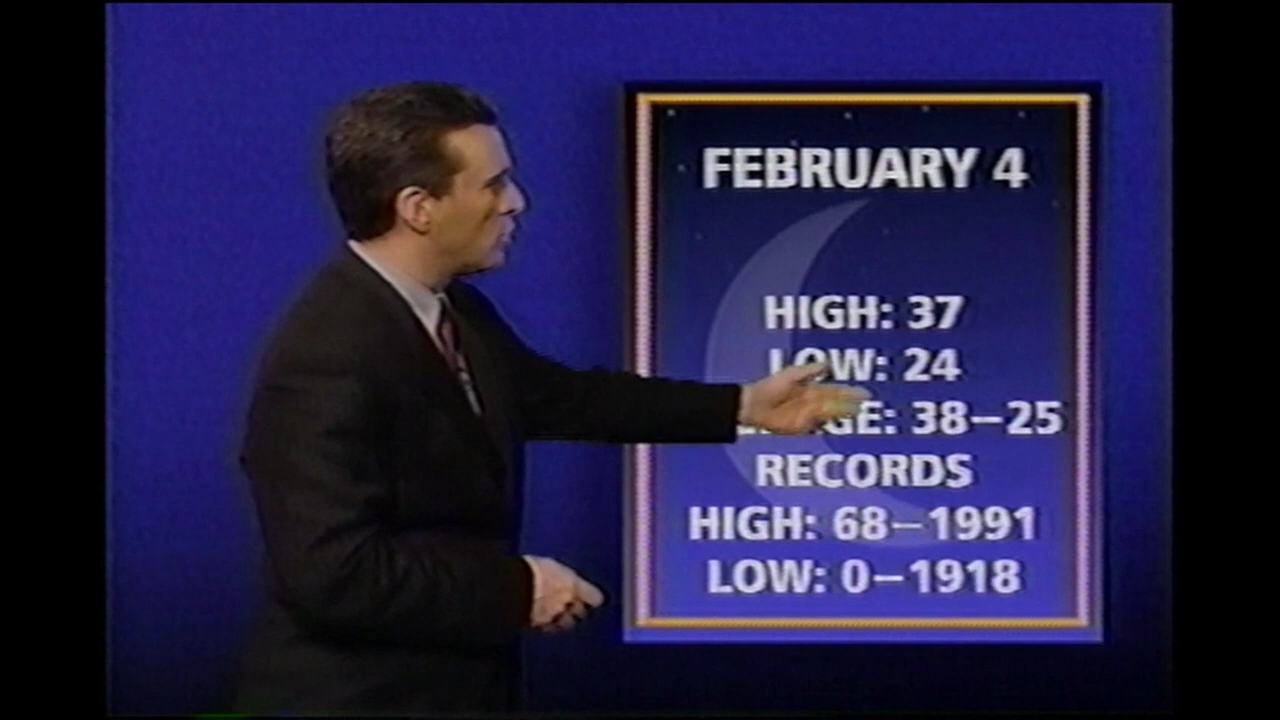 FEBRUARY 4
HIGH: 37
LOW: 24
38–25
RECORDS
HIGH: 68–1991
LOW: 0–1918